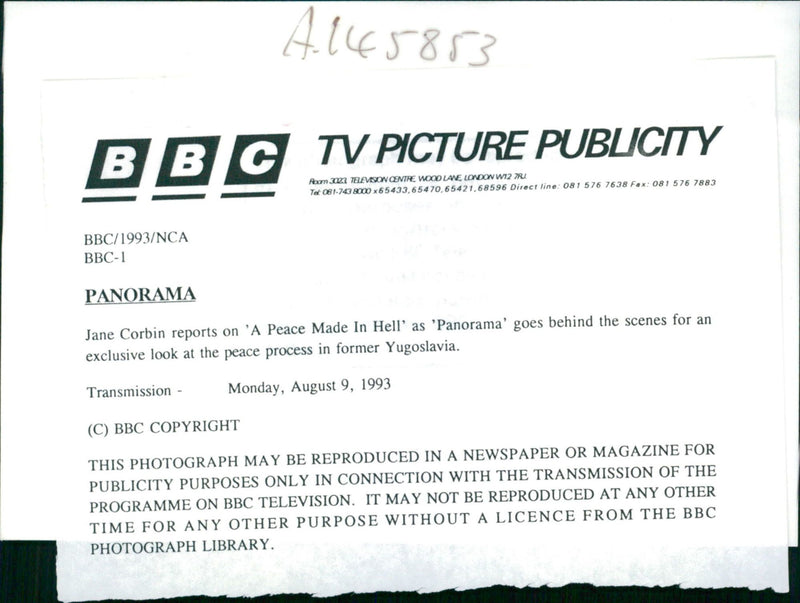 A.145853
BBC TV PICTURE PUBLICITY
Room 3023, TELEVISION CENTRE, WOOD LANE, LONDON W12 7RJ.
Tel: 081-743 8000 x65433, 65470, 65421, 68596 Direct line: 081 576 7638 Fax: 081 576 7883
BBC/1993/NCA
BBC-1
PANORAMA
Jane Corbin reports on 'A Peace Made In Hell' as 'Panorama' goes behind the scenes for an
exclusive look at the peace process in former Yugoslavia.
Transmission - Monday, August 9, 1993
(C) BBC COPYRIGHT
THIS PHOTOGRAPH MAY BE REPRODUCED IN A NEWSPAPER OR MAGAZINE FOR
PUBLICITY PURPOSES ONLY IN CONNECTION WITH THE TRANSMISSION OF THE
PROGRAMME ON BBC TELEVISION. IT MAY NOT BE REPRODUCED AT ANY OTHER
TIME FOR ANY OTHER PURPOSE WITHOUT A LICENCE FROM THE BBC
PHOTOGRAPH LIBRARY.